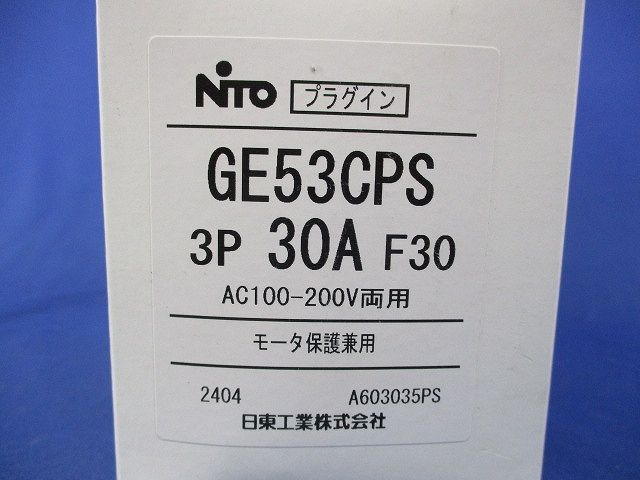 NiTO プラグイン
GE53CPS
3P 30A F30
AC100-200V両用
モータ保護兼用
2404 A603035PS
日東工業株式会社